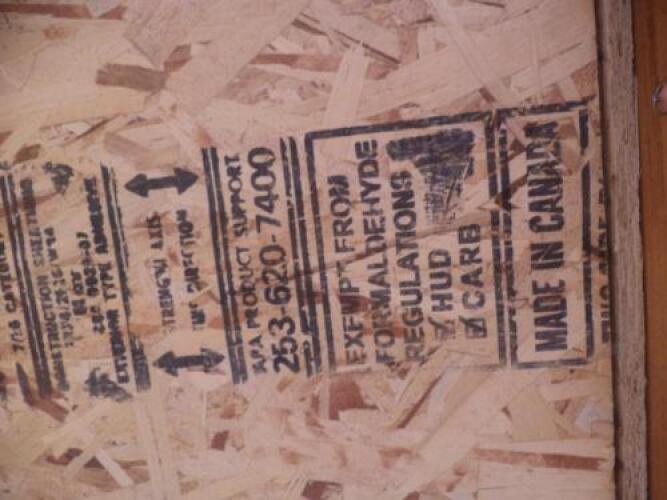 7/16 CATEGORY
CONSTRUCTION SHEATHING
EXTERIOR TYPE ADHESIVE
STRENGTH AXIS
THIS DIRECTION
APA PRODUCT SUPPORT
253-620-7400
EXEMPT FROM
FORMALDEHYDE
REGULATIONS
☑ HUD
☑ CARB
MADE IN CANADA